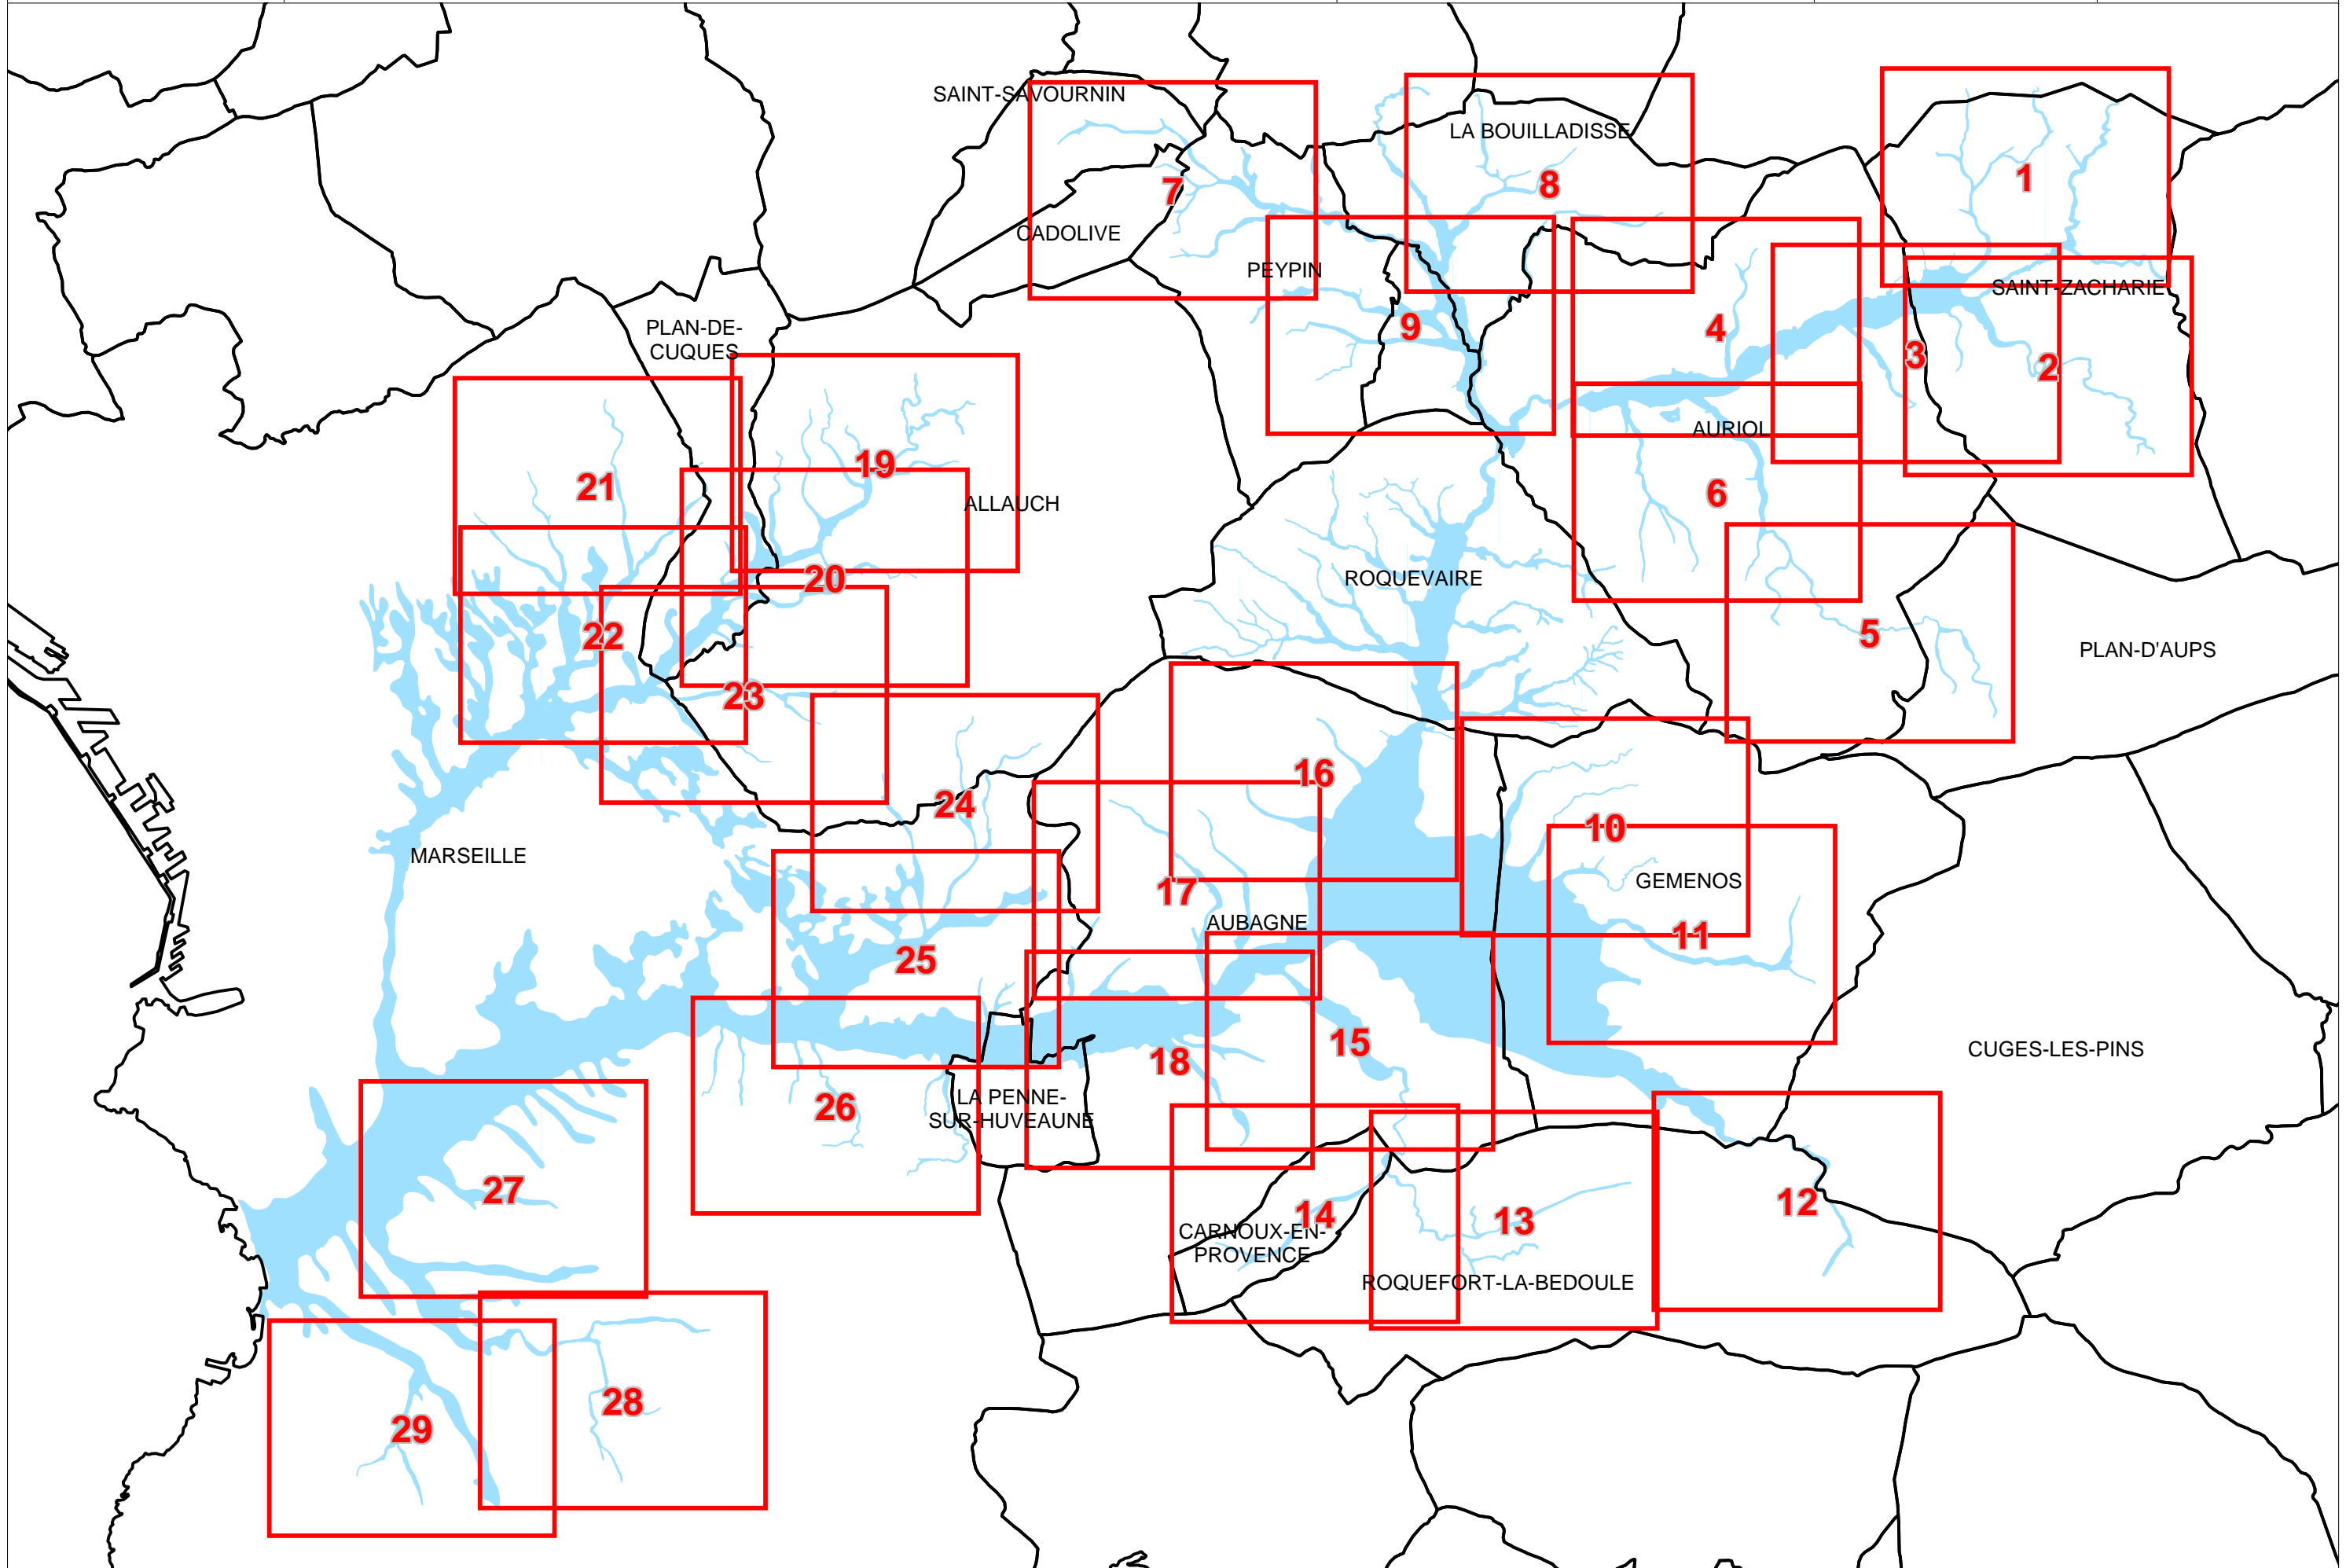 SAINT-SAVOURNIN
LA BOUILLADISSE
1
8
7
CADOLIVE
PEYPIN
SAINT-ZACHARIE
PLAN-DE-
CUQUES
9
4
3
2
AURIOL
19
21
6
ALLAUCH
20
ROQUEVAIRE
22
5
PLAN-D'AUPS
23
16
24
10
MARSEILLE
GEMENOS
17
AUBAGNE
11
25
15
CUGES-LES-PINS
18
26
LA PENNE-
SUR-HUVEAUNE
27
12
14
13
CARNOUX-EN-
PROVENCE
ROQUEFORT-LA-BEDOULE
28
29